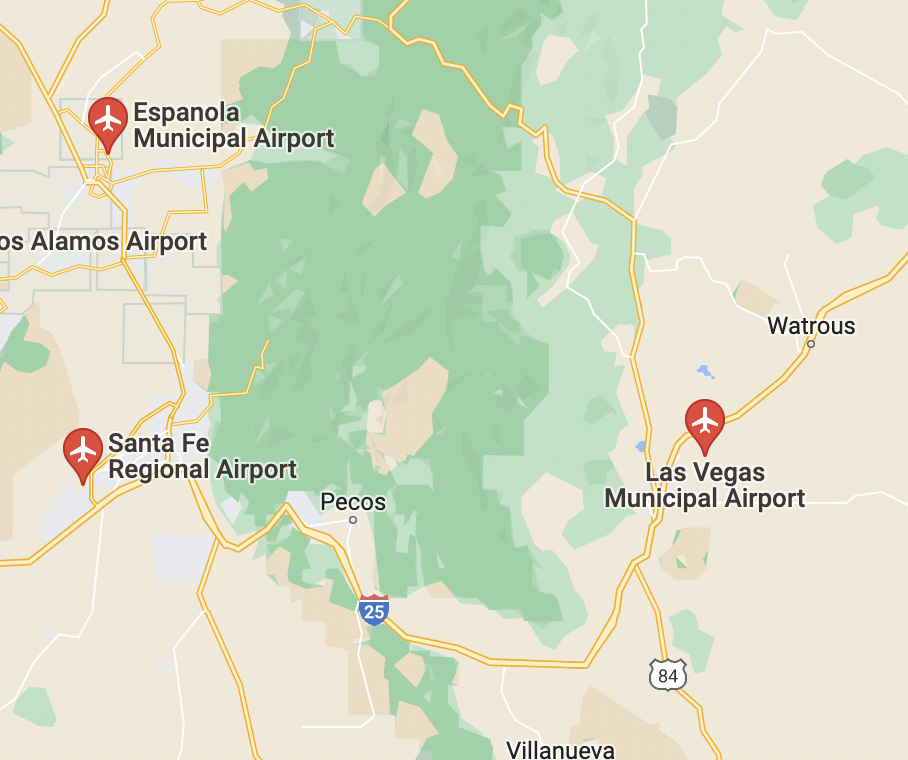 Espanola
Municipal Airport
os Alamos Airport
Watrous
Santa Fe
Regional Airport
Las Vegas
Municipal Airport
Pecos
25
84
Villanueva